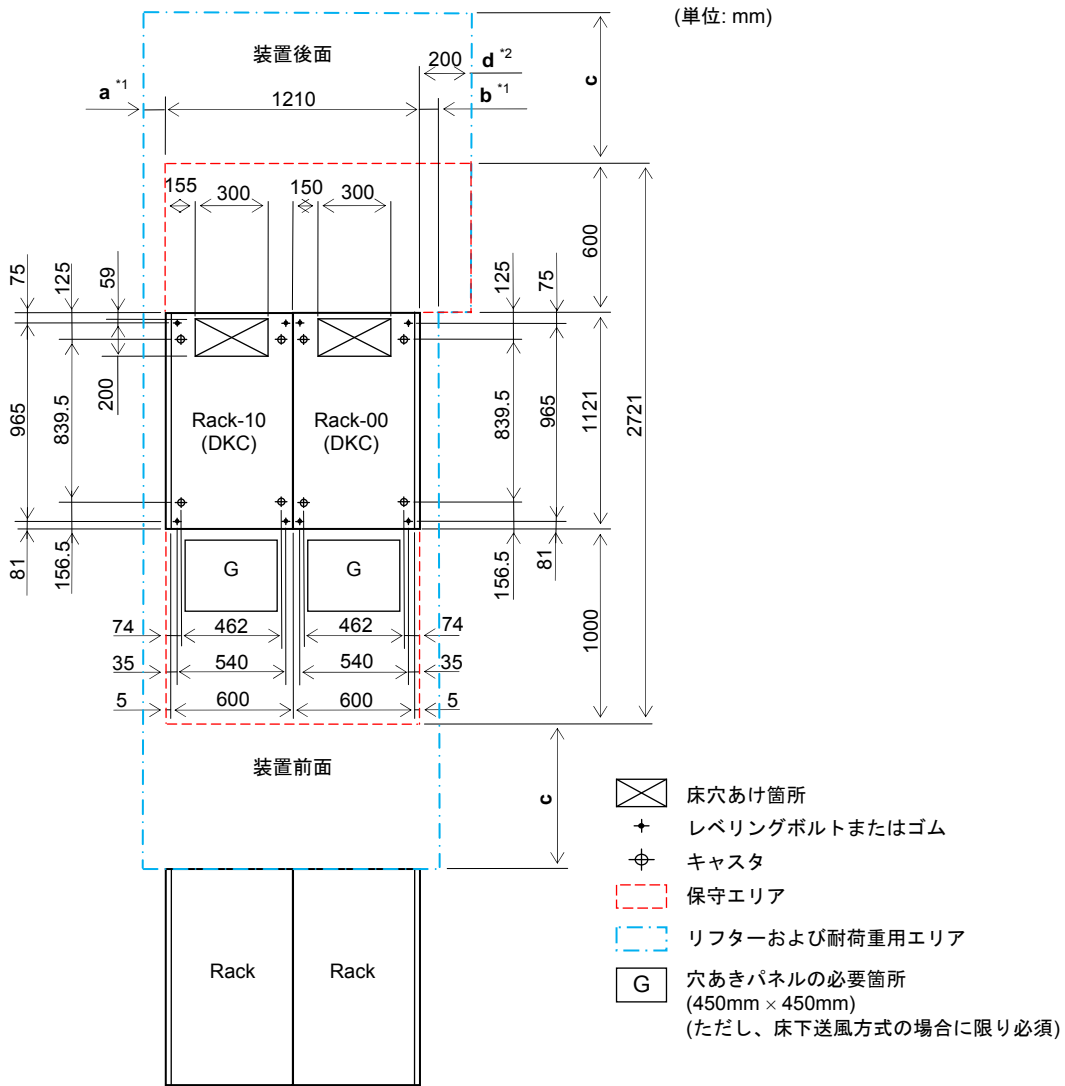 (単位: mm)
装置後面
200
d *2
a *1
1210
b *1
c
155
300
150
300
600
75
125
59
125
75
200
965
839.5
Rack-10
(DKC)
Rack-00
(DKC)
839.5
965
1121
2721
81
156.5
G
G
156.5
81
1000
74
462
462
74
35
540
540
35
5
600
600
5
装置前面
c
床穴あけ箇所
レベリングボルトまたはゴム
キャスタ
保守エリア
リフターおよび耐荷重用エリア
G
穴あきパネルの必要箇所
(450mm × 450mm)
(ただし、床下送風方式の場合に限り必須)
Rack
Rack